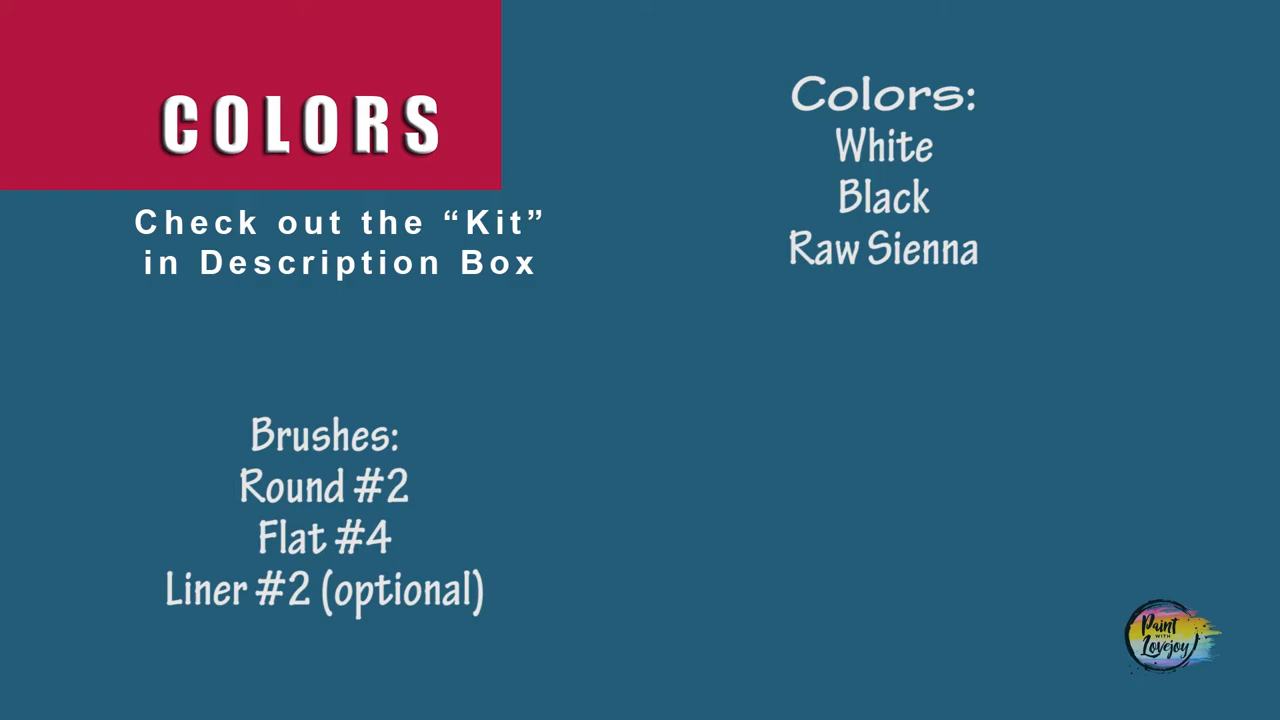 COLORS
Check out the “Kit”
in Description Box
Colors:
White
Black
Raw Sienna
Brushes:
Round #2
Flat #4
Liner #2 (optional)
Paint
WITH
Lovejoy